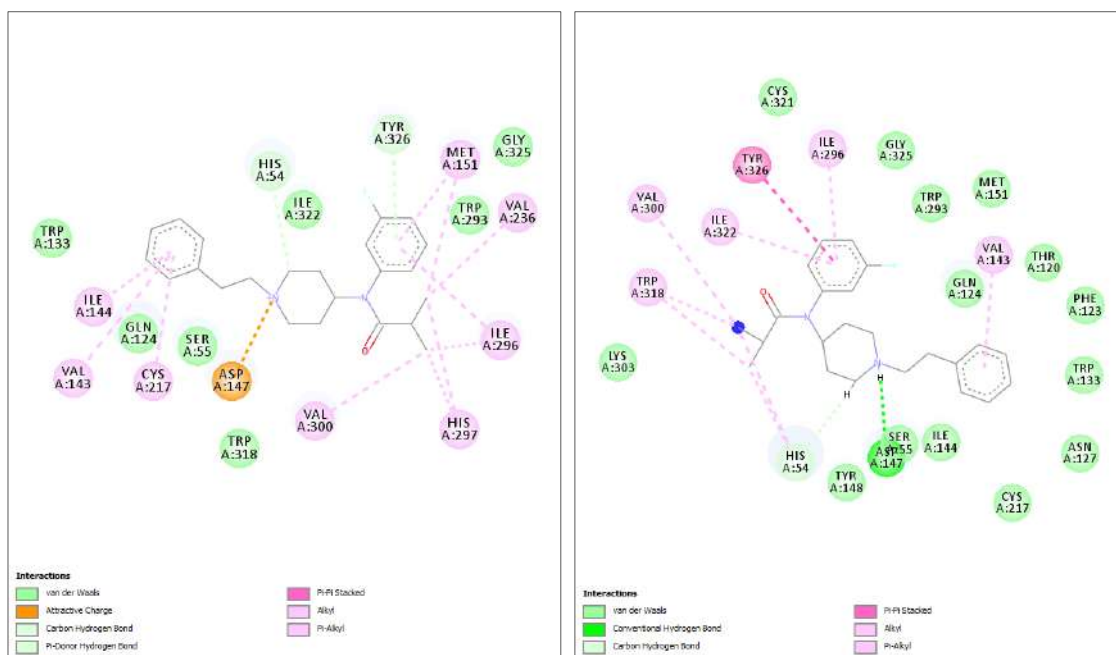 TYR
A:326
GLY
A:325
MET
A:151
HIS
A:54
ILE
A:322
TRP
A:293
VAL
A:236
TRP
A:133
ILE
A:144
GLN
A:124
SER
A:55
ILE
A:296
VAL
A:143
CYS
A:217
ASP
A:147
VAL
A:300
HIS
A:297
TRP
A:318
N
N
O
Interactions
van der Waals
Attractive Charge
Carbon Hydrogen Bond
Pi-Donor Hydrogen Bond
Pi-Pi Stacked
Alkyl
Pi-Alkyl
CYS
A:321
ILE
A:296
GLY
A:325
TYR
A:326
TRP
A:293
MET
A:151
VAL
A:300
ILE
A:322
VAL
A:143
THR
A:120
GLN
A:124
TRP
A:318
PHE
A:123
LYS
A:303
TRP
A:133
O
N
N
H
H
SER
A:55
ILE
A:144
ASP
A:147
ASN
A:127
HIS
A:54
TYR
A:148
CYS
A:217
Interactions
van der Waals
Conventional Hydrogen Bond
Carbon Hydrogen Bond
Pi-Pi Stacked
Alkyl
Pi-Alkyl